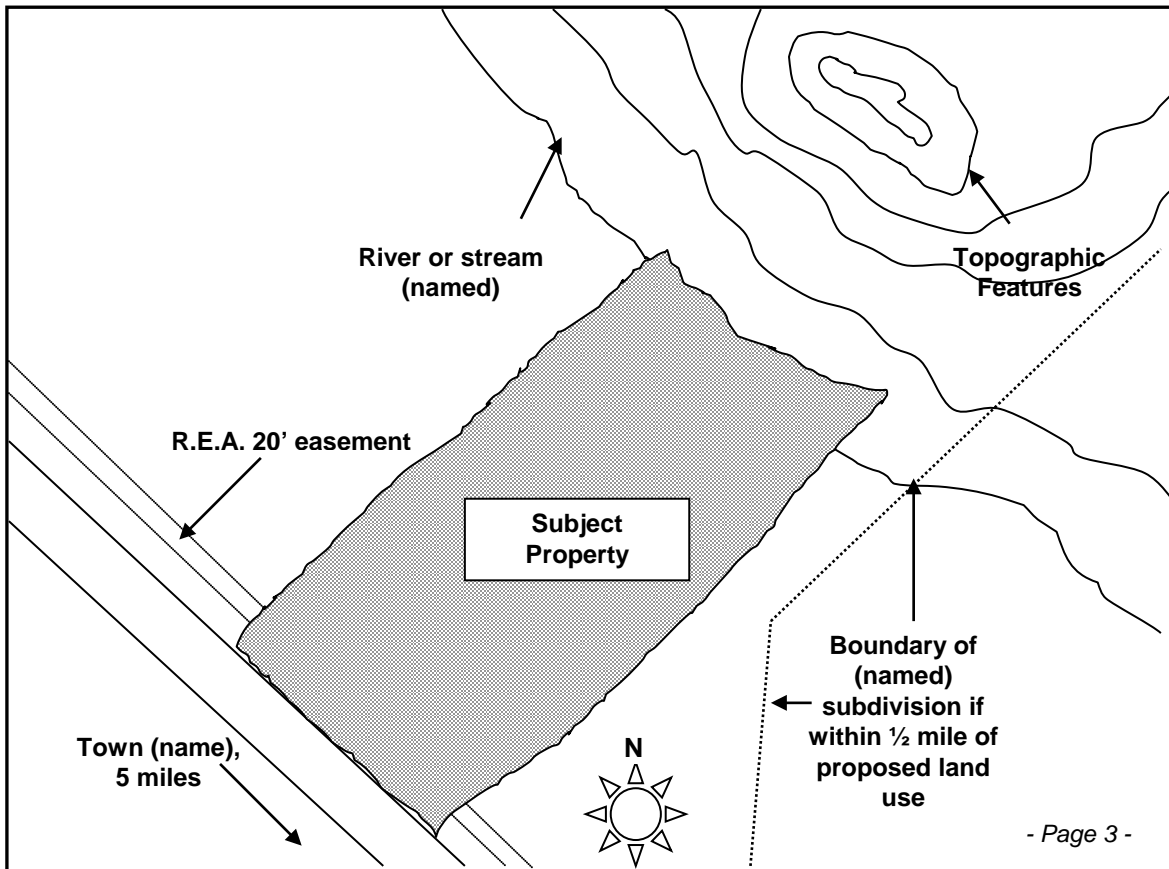 River or stream
(named)
Topographic
Features
R.E.A. 20’ easement
Subject
Property
Boundary of
(named)
subdivision if
within ½ mile of
proposed land
use
Town (name),
5 miles
N
- Page 3 -